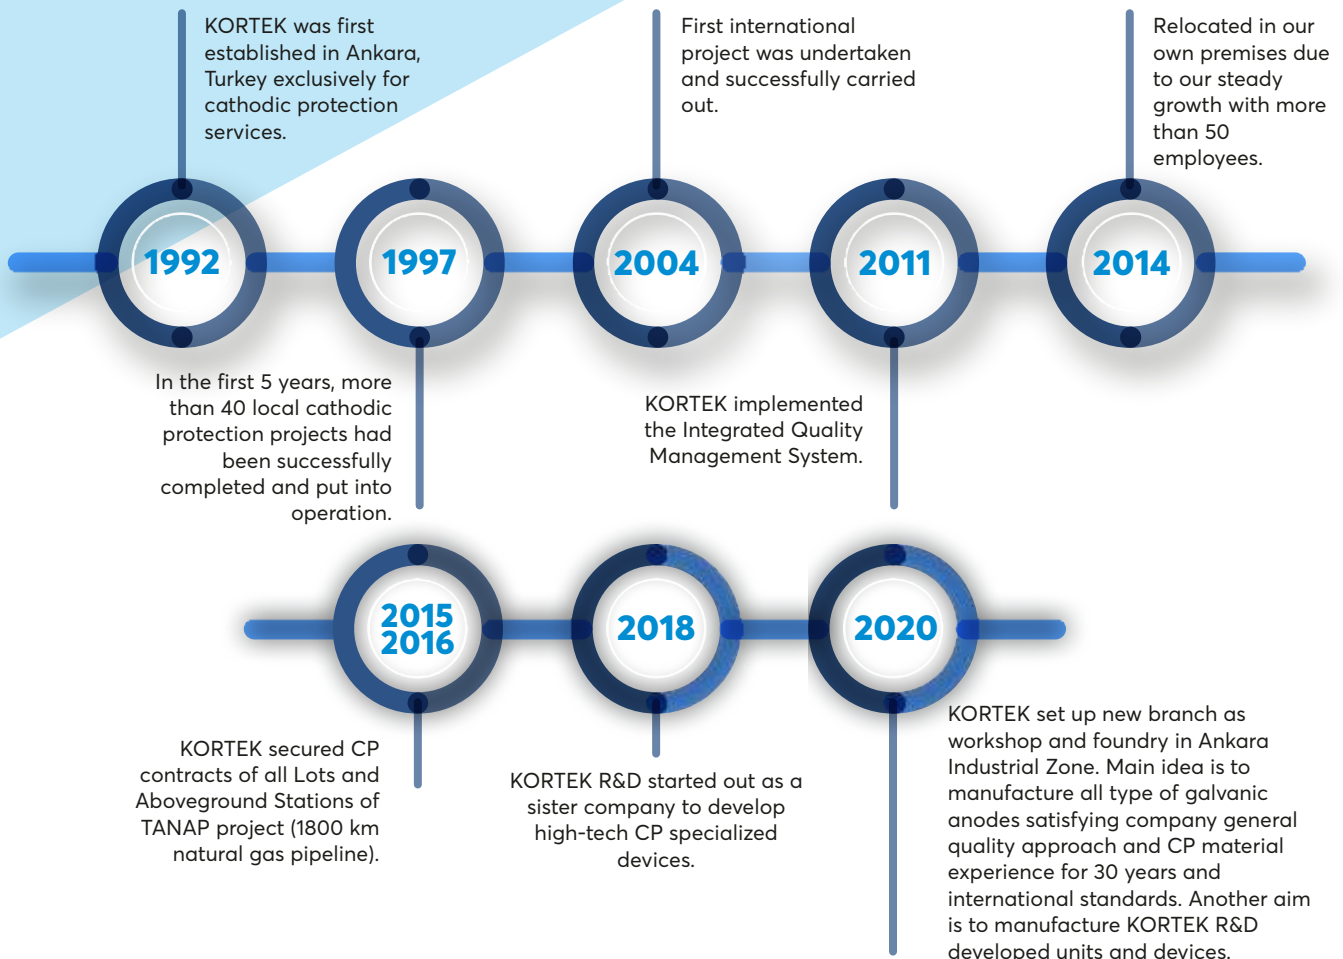 KORTEK was first
established in Ankara,
Turkey exclusively for
cathodic protection
services.
First international
project was undertaken
and successfully carried
out.
Relocated in our
own premises due
to our steady
growth with more
than 50
employees.
1992
1997
2004
2011
2014
In the first 5 years, more
than 40 local cathodic
protection projects had
been successfully
completed and put into
operation.
KORTEK implemented
the Integrated Quality
Management System.
2015
2016
2018
2020
KORTEK secured CP
contracts of all Lots and
Aboveground Stations of
TANAP project (1800 km
natural gas pipeline).
KORTEK R&D started out as a
sister company to develop
high-tech CP specialized
devices.
KORTEK set up new branch as
workshop and foundry in Ankara
Industrial Zone. Main idea is to
manufacture all type of galvanic
anodes satisfying company general
quality approach and CP material
experience for 30 years and
international standards. Another aim
is to manufacture KORTEK R&D
developed units and devices.